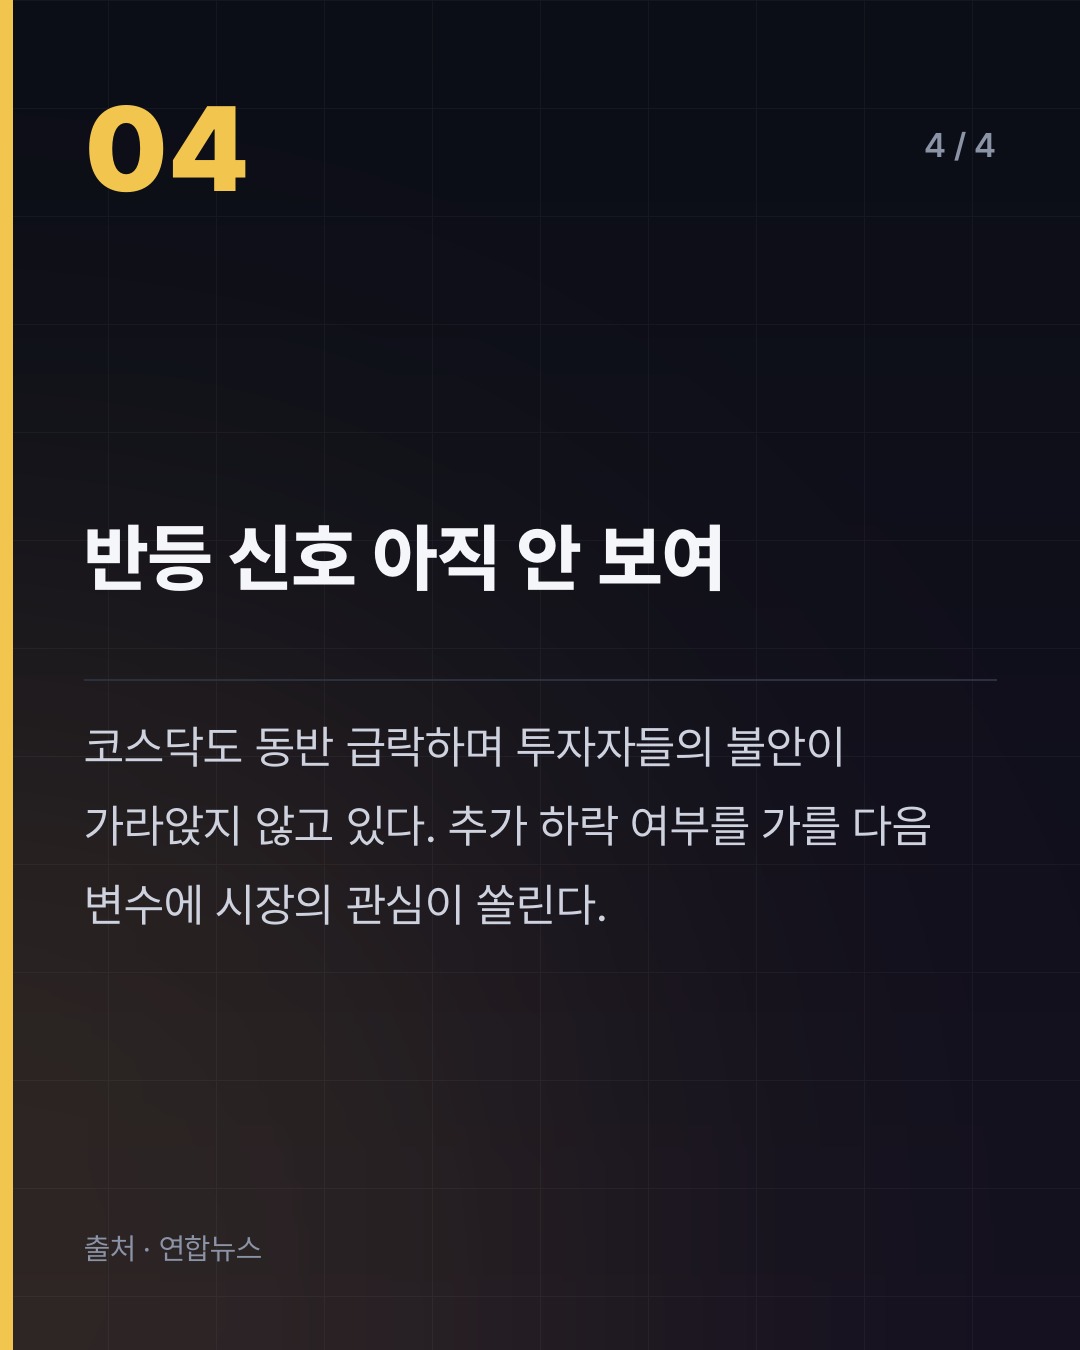 04
4 / 4
반등 신호 아직 안 보여
코스닥도 동반 급락하며 투자자들의 불안이
가라앉지 않고 있다. 추가 하락 여부를 가를 다음
변수에 시장의 관심이 쏠린다.
출처 · 연합뉴스